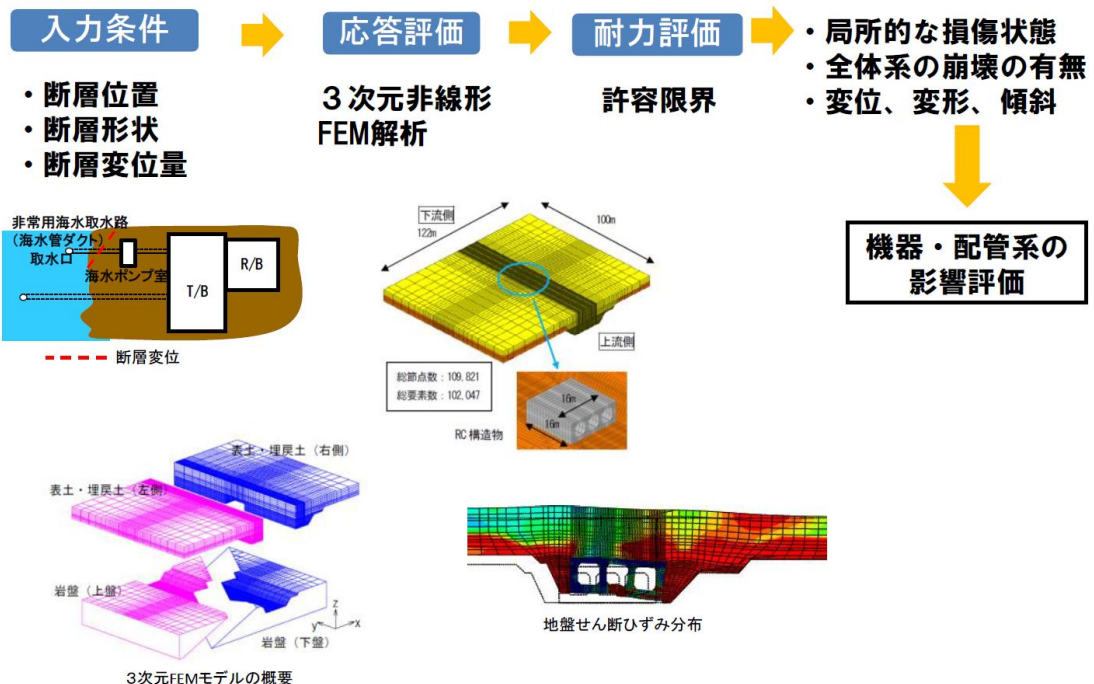 入力条件
応答評価
耐力評価
・断層位置
・断層形状
・断層変位量
3次元非線形
FEM解析
許容限界
・局所的な損傷状態
・全体系の崩壊の有無
・変位、変形、傾斜
機器・配管系の
影響評価
非常用海水取水路
(海水管ダクト)
取水口
海水ポンプ室
T/B
R/B
断層変位
下流側
122m
100m
上流側
総節点数：109,821
総要素数：102,047
16m
16m
RC構造物
表土・埋戻土（右側）
表土・埋戻土（左側）
岩盤（上盤）
岩盤（下盤）
z
y
x
3次元FEMモデルの概要
地盤せん断ひずみ分布